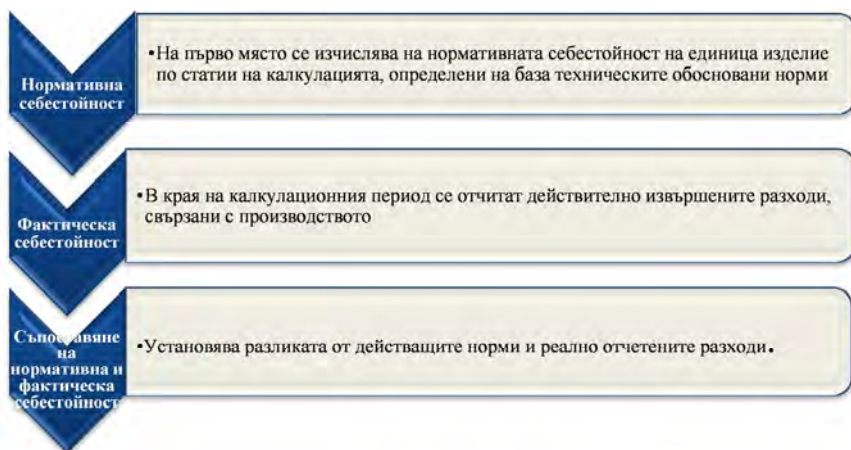 Нормативна
себестойност
•На първо място се изчислява на нормативната себестойност на единица изделие
по статии на калкулацията, определени на база техническите обосновани норми
Фактическа
себестойност
•В края на калкулационния период се отчитат действително извършените разходи,
свързани с производството
Съпоставяне
на
нормативна и
фактическа
себестойност
•Установява разликата от действащите норми и реално отчетените разходи.